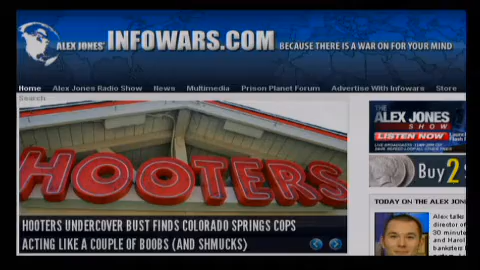 ALEX JONES' INFOWARS.COM BECAUSE THERE IS A WAR ON FOR YOUR MIND
Home Alex Jones Radio Show News Multimedia Prison Planet Forum Advertise With Infowars Store
Search
HOOTERS
HOOTERS UNDERCOVER BUST FINDS COLORADO SPRINGS COPS
ACTING LIKE A COUPLE OF BOOBS (AND SHMUCKS)
THE
ALEX JONES
SHOW
LISTEN NOW
Buy 2
TODAY ON THE ALEX JON
Alex talks
director of
30 minute
and Harol
banksters